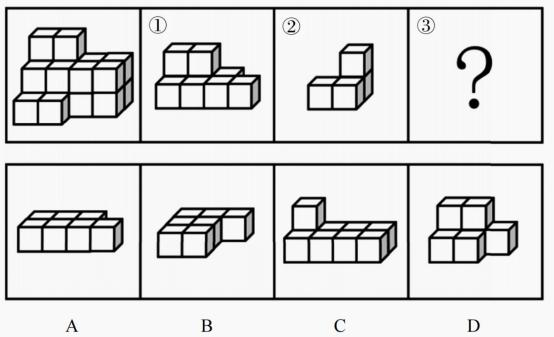 ① ② ③
?
A B C D